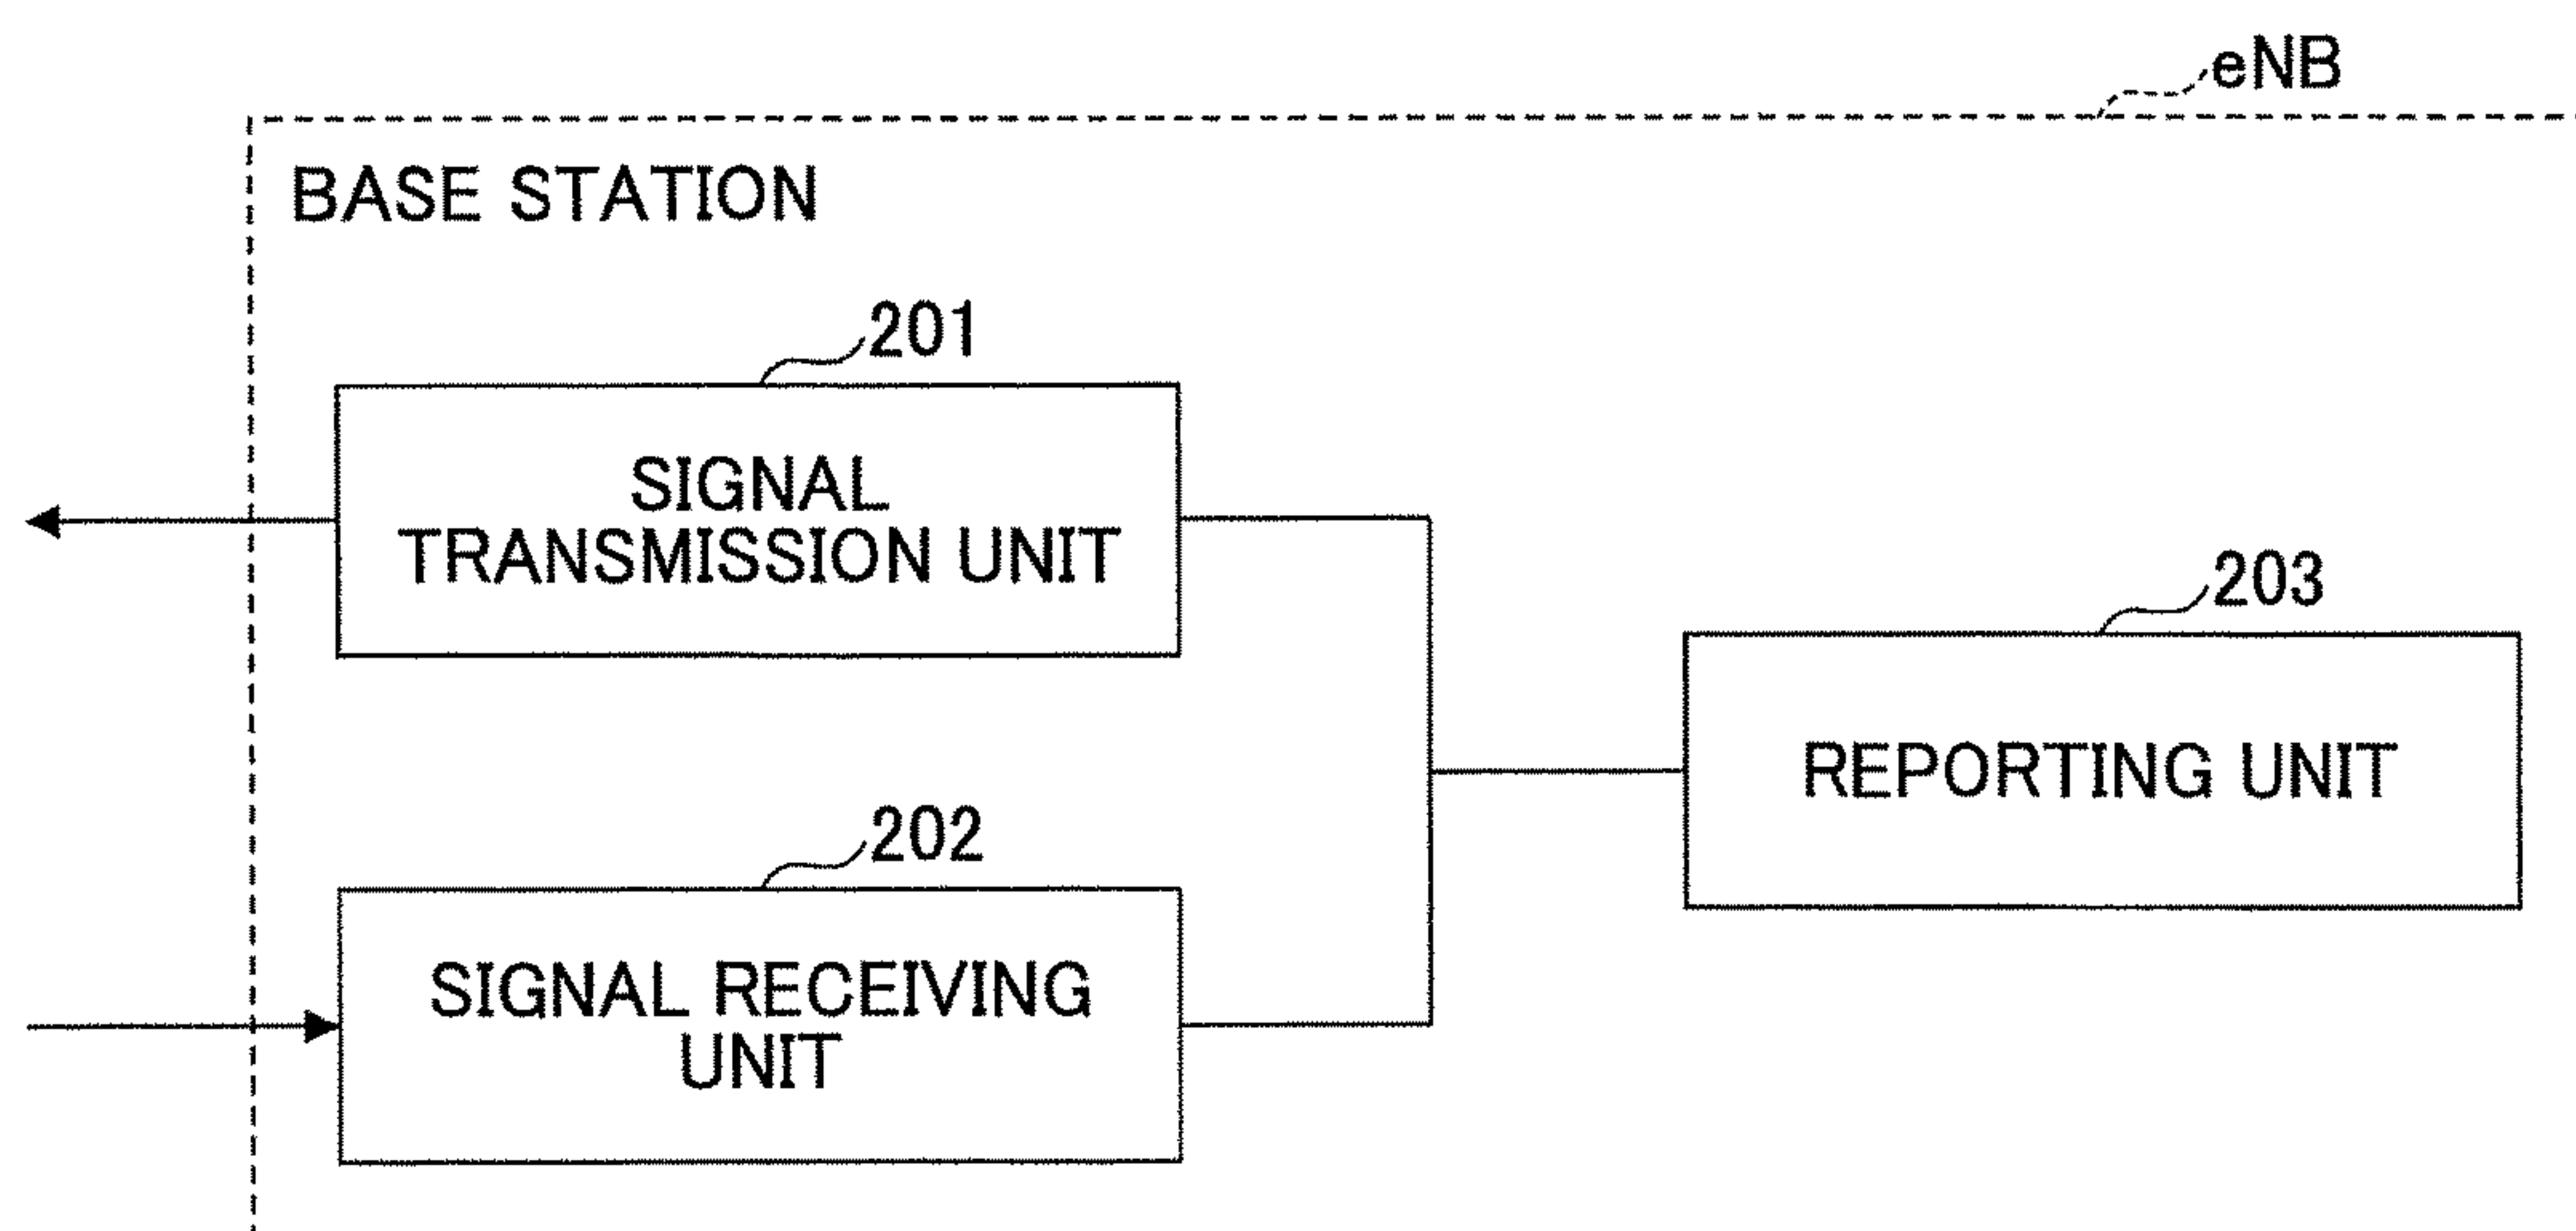 eNB
BASE STATION
201
SIGNAL
TRANSMISSION UNIT
203
REPORTING UNIT
202
SIGNAL RECEIVING
UNIT